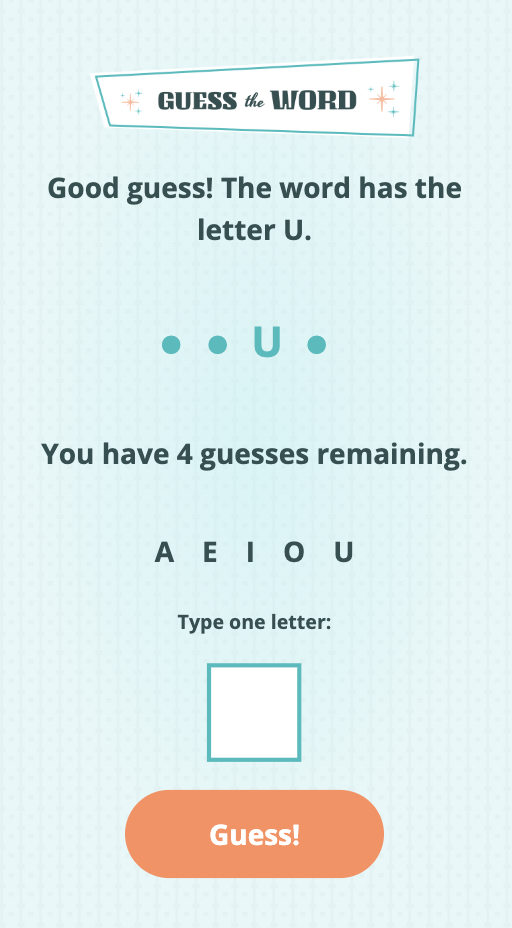 GUESS the WORD
Good guess! The word has the
letter U.
● ● U ●
You have 4 guesses remaining.
A E I O U
Type one letter:
Guess!